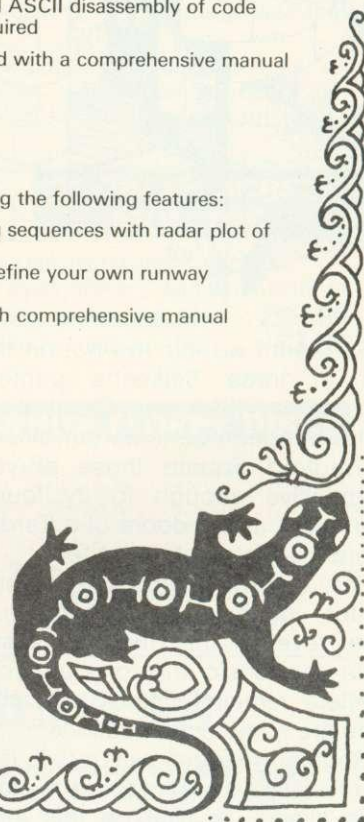 ASCII disassembly of code
uired
d with a comprehensive manual
g the following features:
sequences with radar plot of
efine your own runway
h comprehensive manual